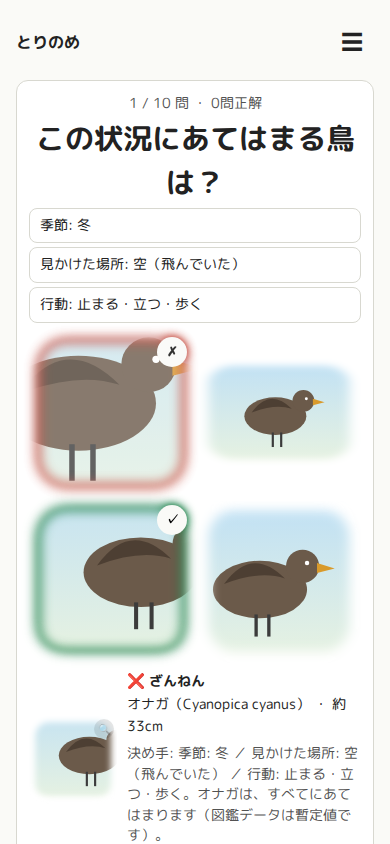 とりのめ
1 / 10 問 ・ 0問正解
この状況にあてはまる鳥
は？
季節: 冬
見かけた場所: 空（飛んでいた）
行動: 止まる・立つ・歩く
✗
✓
❌ ざんねん
オナガ（Cyanopica cyanus） ・ 約
33cm
決め手: 季節: 冬 ／ 見かけた場所: 空
（飛んでいた） ／ 行動: 止まる・立
つ・歩く。オナガは、すべてにあて
はまります（図鑑データは暫定値で
す）。